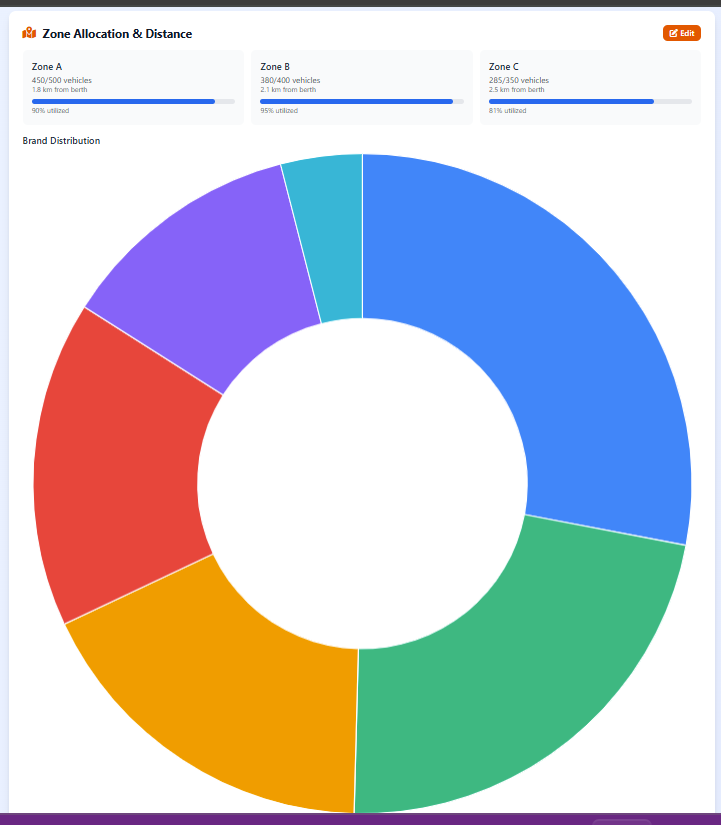 Zone Allocation & Distance
Edit
Zone A
450/500 vehicles
1.8 km from berth
90% utilized
Zone B
380/400 vehicles
2.1 km from berth
95% utilized
Zone C
285/350 vehicles
2.5 km from berth
81% utilized
Brand Distribution